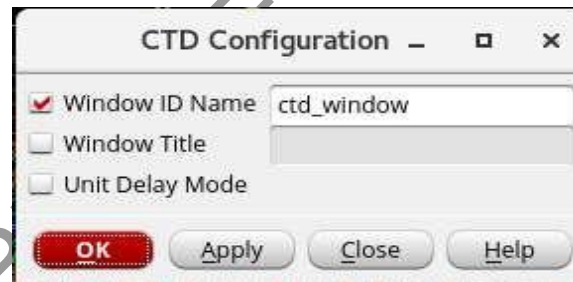 CTD Configuration
Window ID Name ctd_window
Window Title
Unit Delay Mode
OK Apply Close Help